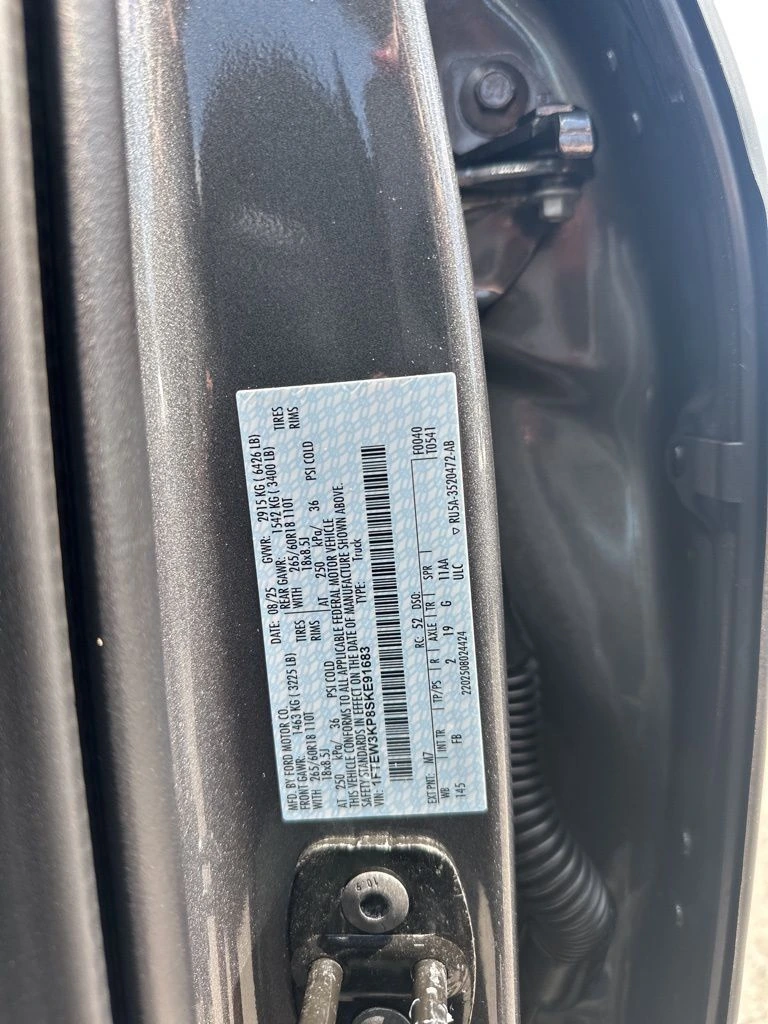 MFD. BY FORD MOTOR CO. DATE: 08/25 GVWR: 2915 KG ( 6426 LB)
FRONT GAWR: 1463 KG ( 3225 LB) REAR GAWR: 1542 KG ( 3400 LB)
WITH 265/60R18 110T TIRES WITH 265/60R18 110T TIRES
18x8.5J RIMS 18x8.5J RIMS
AT 250 kPa/ 36 PSI COLD AT 250 kPa/ 36 PSI COLD
THIS VEHICLE CONFORMS TO ALL APPLICABLE FEDERAL MOTOR VEHICLE
SAFETY STANDARDS IN EFFECT ON THE DATE OF MANUFACTURE SHOWN ABOVE.
VIN: 1FTEW3KP8SKE91683 TYPE: Truck
F0040
T0541
EXT PNT: M7 RC: 52 DSO:
WB INT TR TP/PS R AXLE TR SPR
145 FB 2 19 G 11AA
2202508024424 ULC
▽ RU5A-3520472-AB
10.9